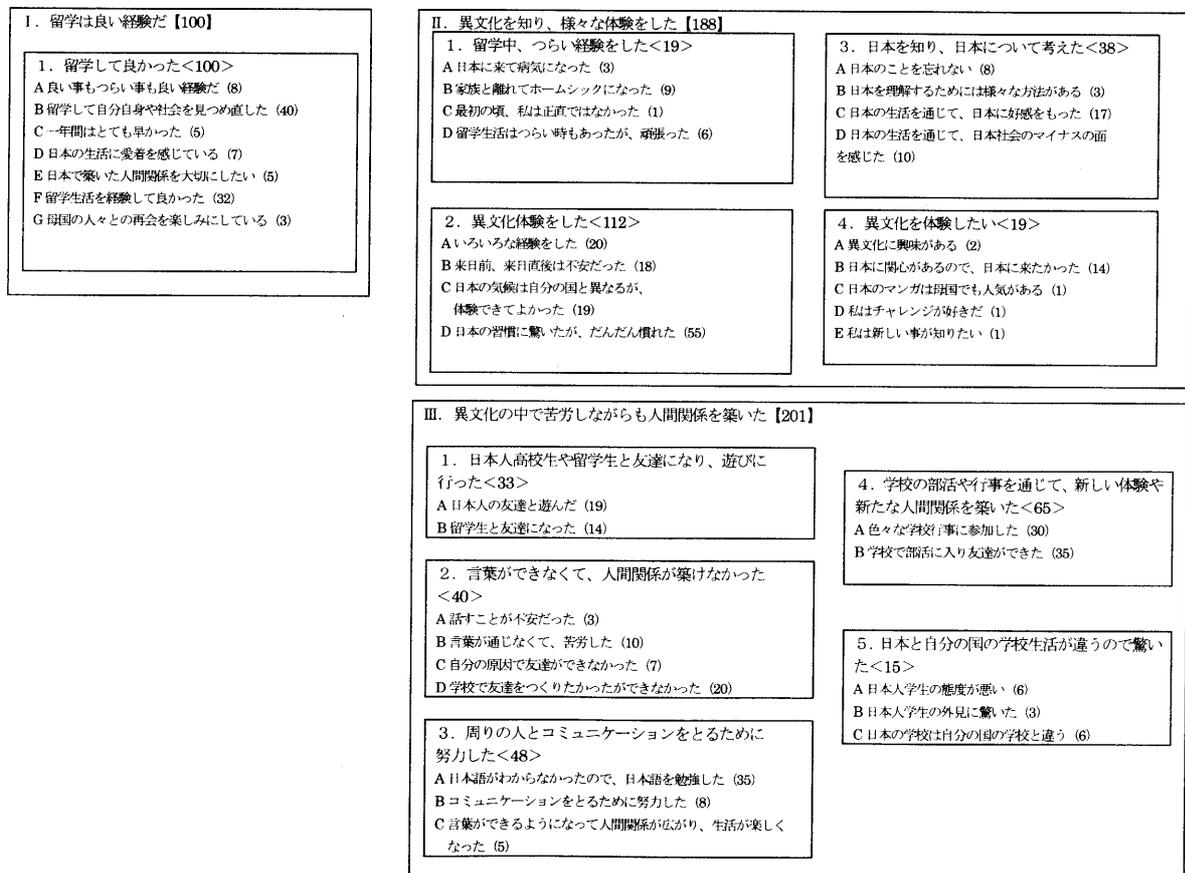 Ⅰ．留学は良い経験だ【100】
１．留学して良かった＜100＞
A 良い事もつらい事も良い経験だ (8)
B 留学して自分自身や社会を見つめ直した (40)
C 一年間はとても早かった (5)
D 日本の生活に愛着を感じている (7)
E 日本で築いた人間関係を大切にしたい (5)
F 留学生活を経験して良かった (32)
G 母国の人々との再会を楽しみにしている (3)
Ⅱ．異文化を知り、様々な体験をした【188】
１．留学中、つらい経験をした＜19＞
A 日本に来て病気になった (3)
B 家族と離れてホームシックになった (9)
C 最初の頃、私は正直ではなかった (1)
D 留学生活はつらい時もあったが、頑張った (6)
２．異文化体験をした＜112＞
A いろいろな経験をした (20)
B 来日前、来日直後は不安だった (18)
C 日本の気候は自分の国と異なるが、
体験できてよかった (19)
D 日本の習慣に驚いたが、だんだん慣れた (55)
３．日本を知り、日本について考えた＜38＞
A 日本のことを忘れない (8)
B 日本を理解するためには様々な方法がある (3)
C 日本の生活を通じて、日本に好感をもった (17)
D 日本の生活を通じて、日本社会のマイナスの面
を感じた (10)
４．異文化を体験したい＜19＞
A 異文化に興味がある (2)
B 日本に関心があるので、日本に来たかった (14)
C 日本のマンガは母国でも人気がある (1)
D 私はチャレンジが好きだ (1)
E 私は新しい事が知りたい (1)
Ⅲ．異文化の中で苦労しながらも人間関係を築いた【201】
１．日本人高校生や留学生と友達になり、遊びに
行った＜33＞
A 日本人の友達と遊んだ (19)
B 留学生と友達になった (14)
２．言葉ができなくて、人間関係が築けなかった
＜40＞
A 話すことが不安だった (3)
B 言葉が通じなくて、苦労した (10)
C 自分の原因で友達ができなかった (7)
D 学校で友達をつくりたかったができなかった (20)
３．周りの人とコミュニケーションをとるために
努力した＜48＞
A 日本語がわからなかったので、日本語を勉強した (35)
B コミュニケーションをとるために努力した (8)
C 言葉ができるようになって人間関係が広がり、生活が楽しく
なった (5)
４．学校の部活や行事を通じて、新しい体験や
新たな人間関係を築いた＜65＞
A 色々な学校行事に参加した (30)
B 学校で部活に入り友達ができた (35)
５．日本と自分の国の学校生活が違うので驚い
た＜15＞
A 日本人学生の態度が悪い (6)
B 日本人学生の外見に驚いた (3)
C 日本の学校は自分の国の学校と違う (6)